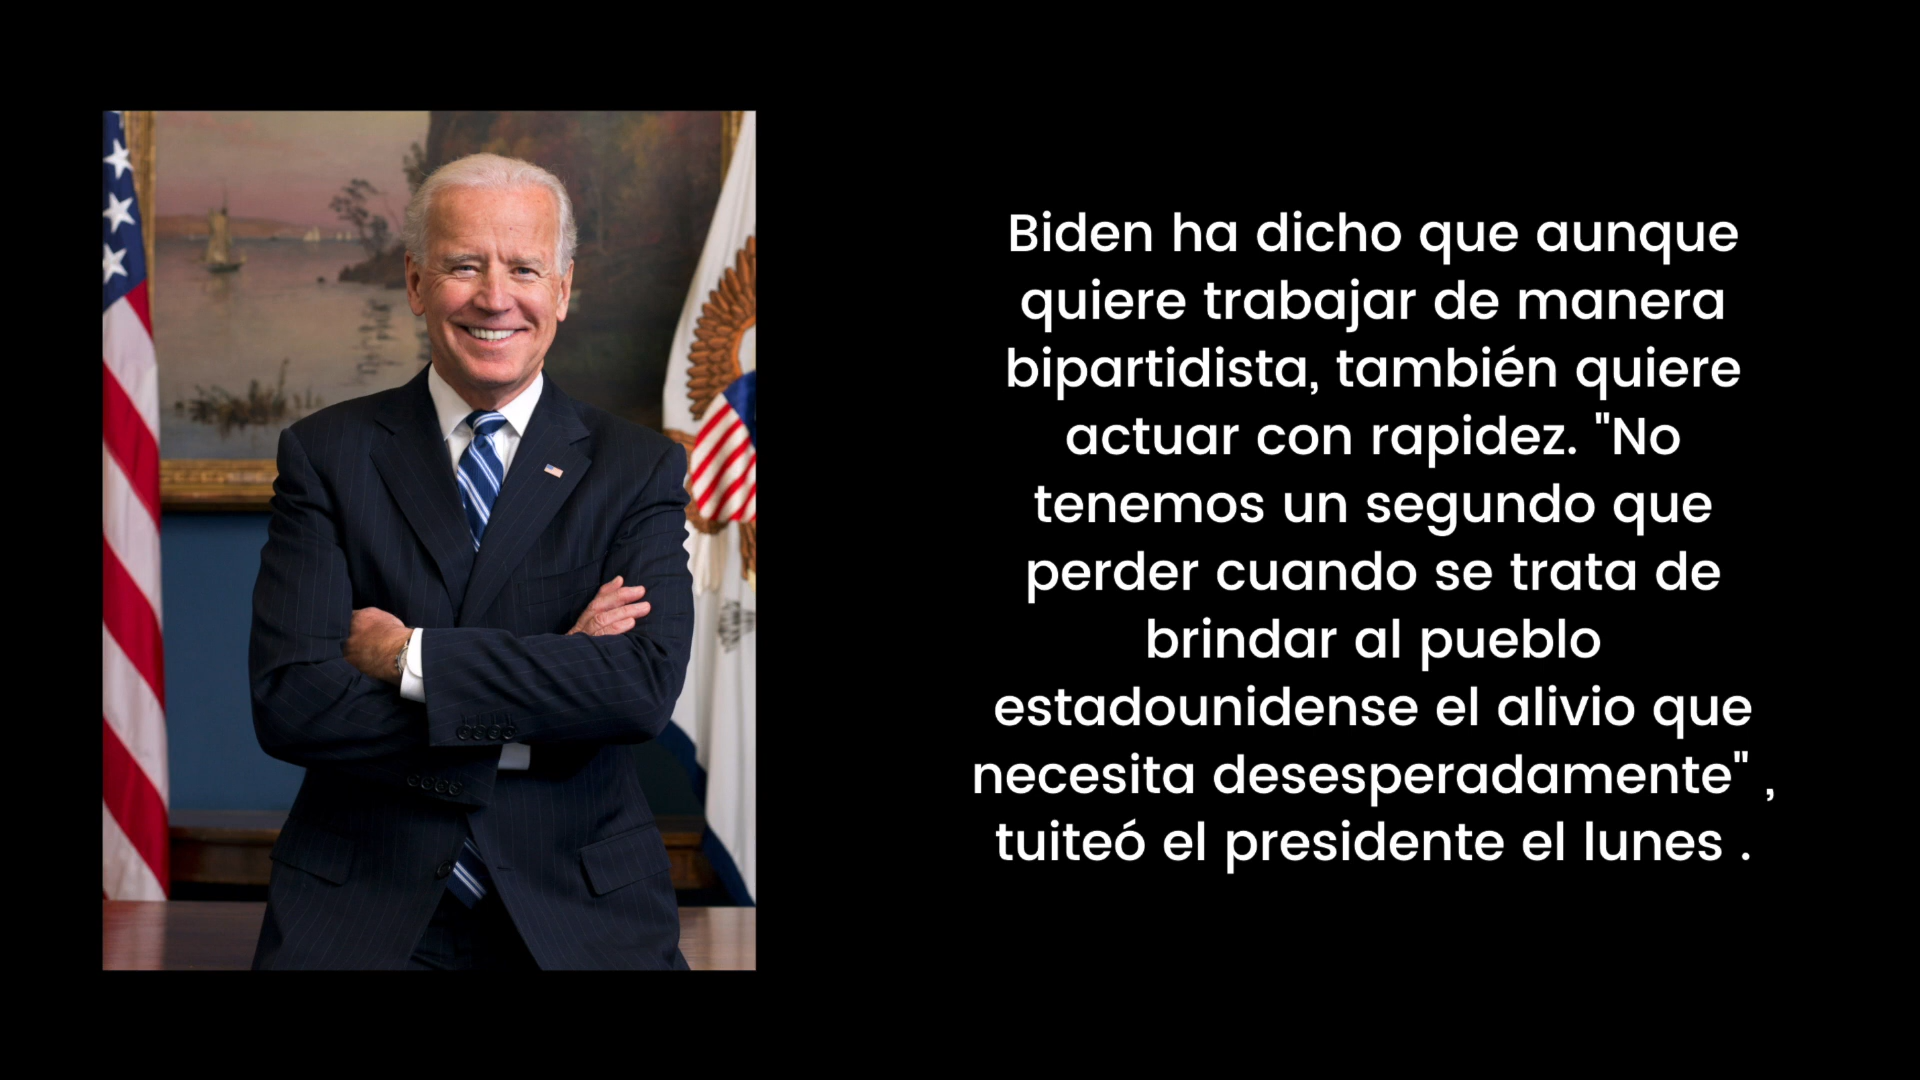 Biden ha dicho que aunque
quiere trabajar de manera
bipartidista, también quiere
actuar con rapidez. "No
tenemos un segundo que
perder cuando se trata de
brindar al pueblo
estadounidense el alivio que
necesita desesperadamente" ,
tuiteó el presidente el lunes .